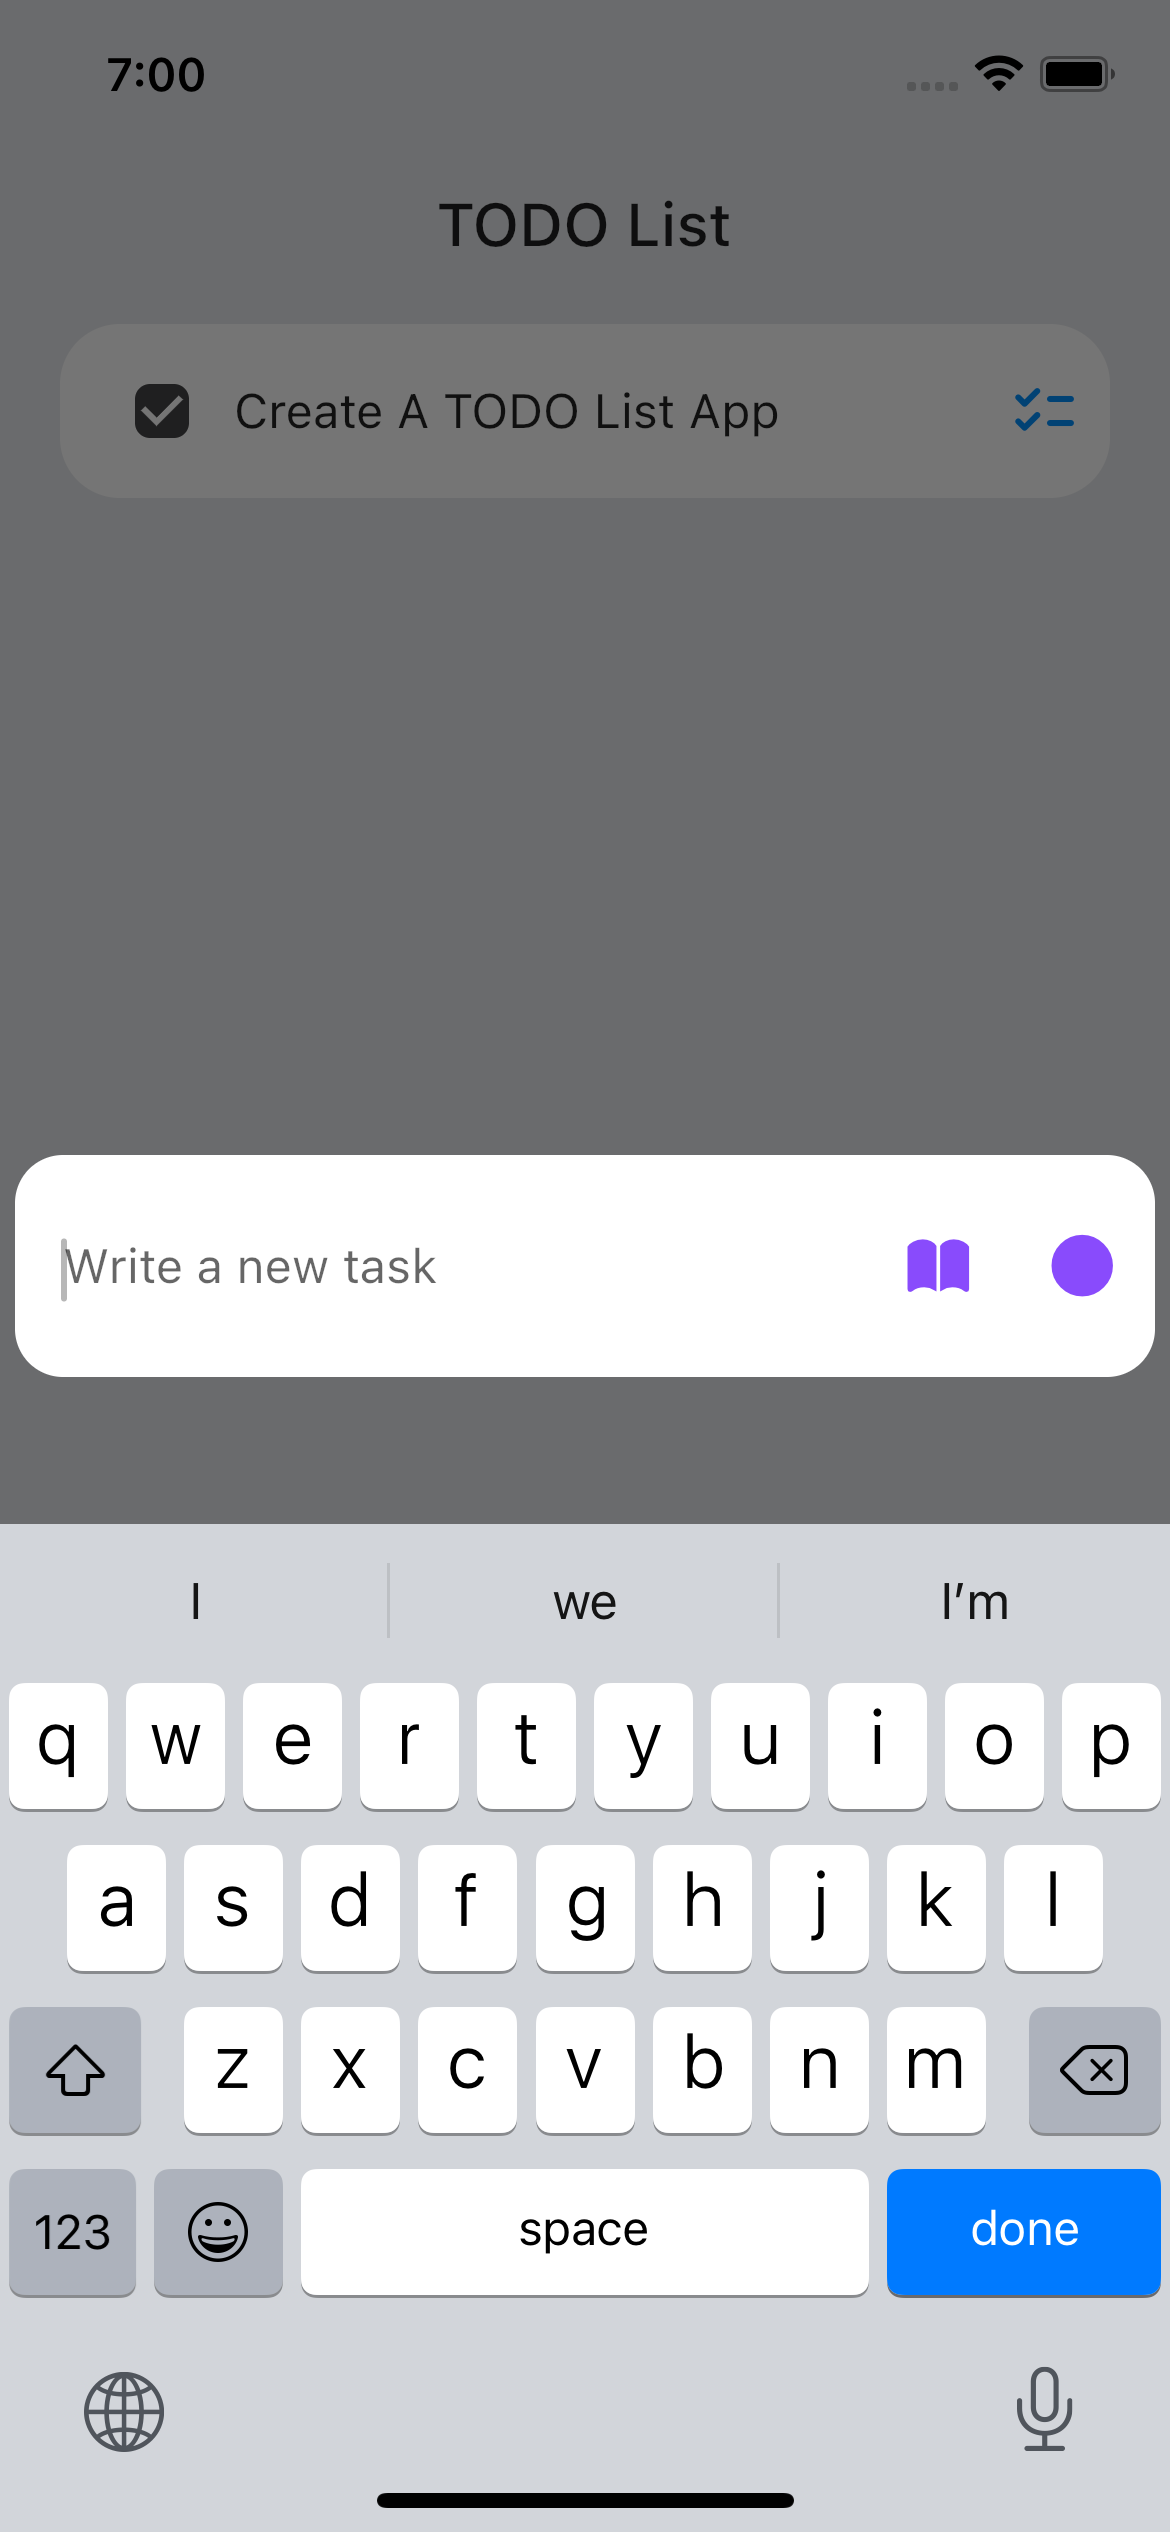 7:00
TODO List
Create A TODO List App
Write a new task
I we I’m
q w e r t y u i o p
a s d f g h j k l
z x c v b n m
123 space done